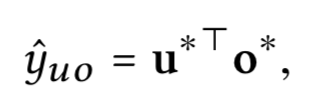 ŷ_{uo} = 𝐮*^⊤𝐨*,